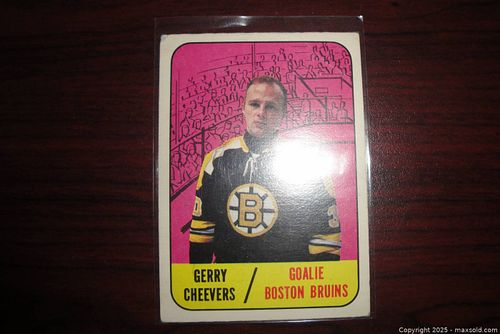 B
GERRY
CHEEVERS
/
GOALIE
BOSTON BRUINS
Copyright 2025 - maxsold.com